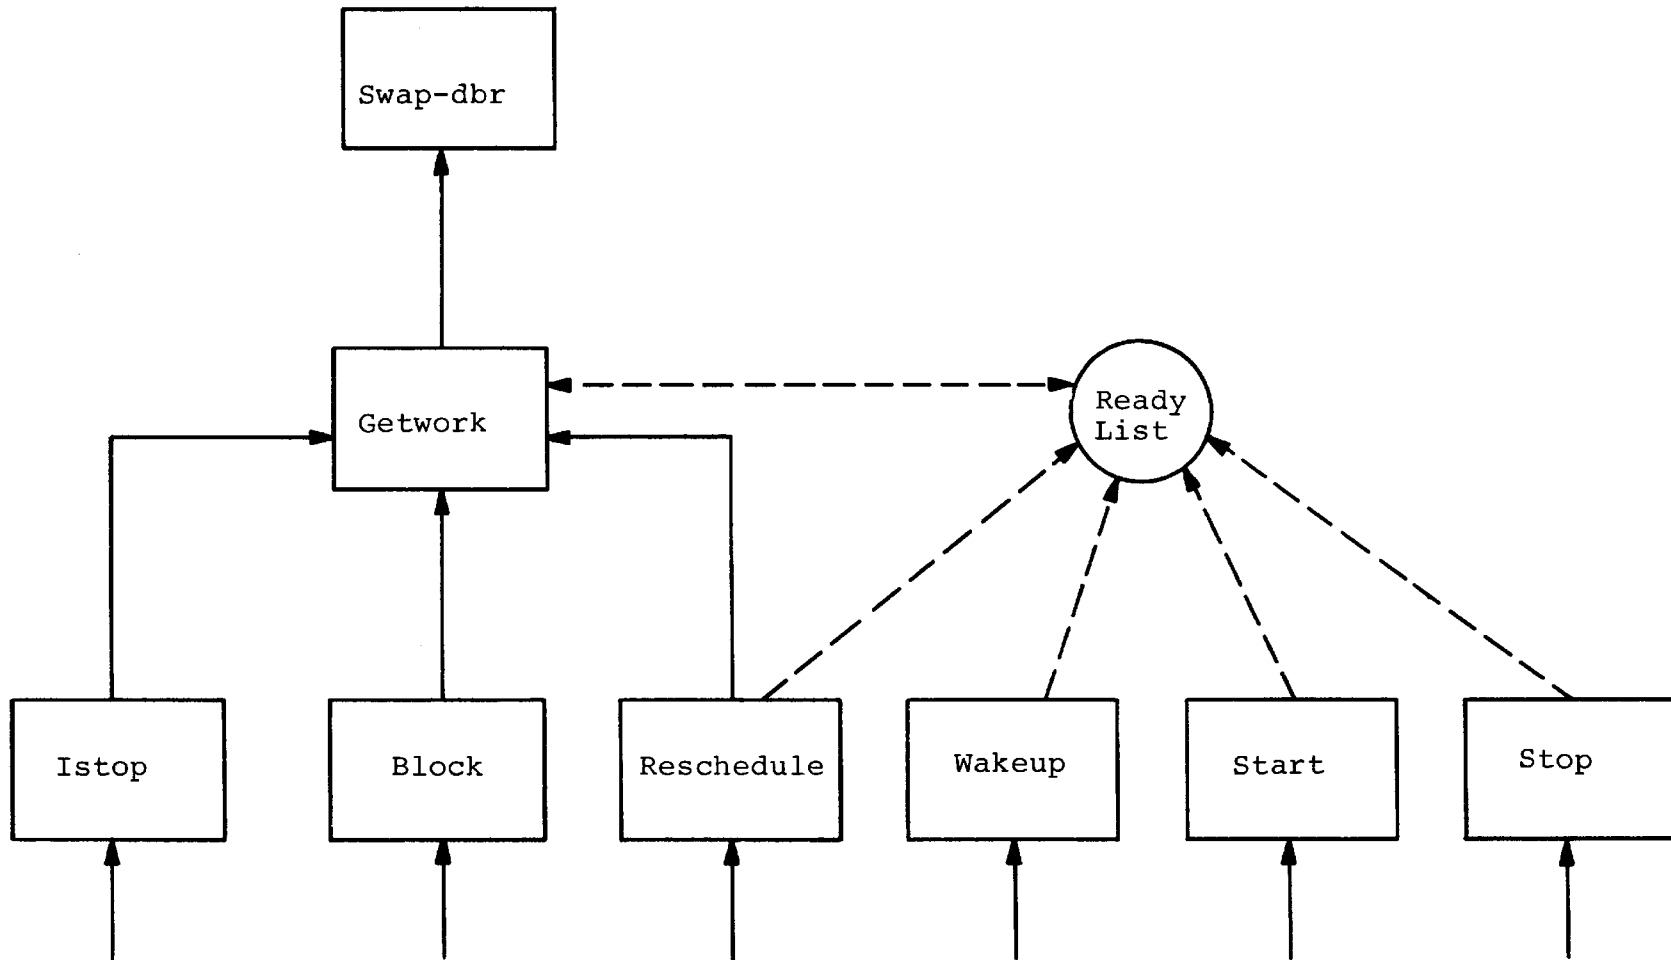 Swap-dbr
Getwork
Ready
List
Istop
Block
Reschedule
Wakeup
Start
Stop